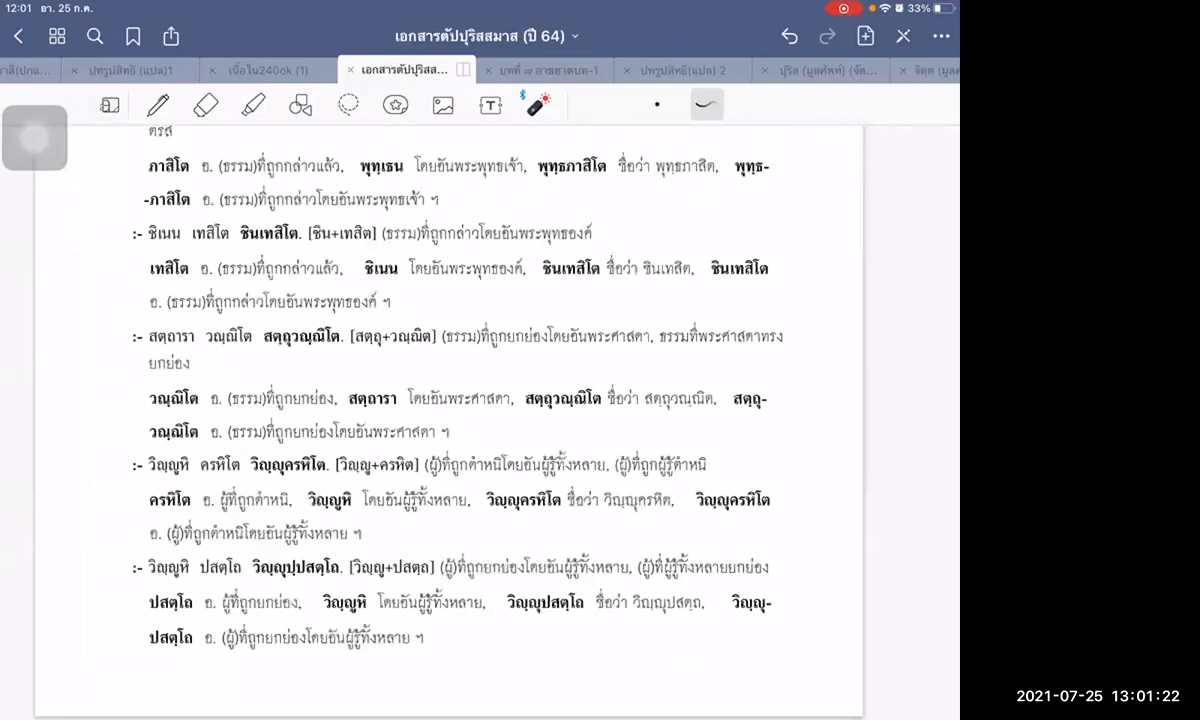 12:01 อา. 25 ก.ค. 33%
เอกสารตัปปุริสสมาส (ปี 64)
× ปทรูปสิทธิ (แปล)1 × เนื้อใน240ok (1) × เอกสารตัปปุริสส... × บทที่ ๗ อาขยาตบท-1 × ปทรูปสิทธิ(แปล) 2 × ปุริส (มูลศัพท์) (จัด...
ตรัส
ภาสิโต อ. (ธรรม)ที่ถูกกล่าวแล้ว, พุทฺเธน โดยอันพระพุทธเจ้า, พุทฺธภาสิโต ชื่อว่า พุทธภาสิต, พุทฺธ-
-ภาสิโต อ. (ธรรม)ที่ถูกกล่าวโดยอันพระพุทธเจ้า ฯ
:- ชิเนน เทสิโต ชินเทสิโต. [ชิน+เทสิต] (ธรรม)ที่ถูกกล่าวโดยอันพระพุทธองค์
เทสิโต อ. (ธรรม)ที่ถูกกล่าวแล้ว, ชิเนน โดยอันพระพุทธองค์, ชินเทสิโต ชื่อว่า ชินเทสิต, ชินเทสิโต
อ. (ธรรม)ที่ถูกกล่าวโดยอันพระพุทธองค์ ฯ
:- สตฺถารา วณฺณิโต สตฺถุวณฺณิโต. [สตฺถุ+วณฺณิต] (ธรรม)ที่ถูกยกย่องโดยอันพระศาสดา, ธรรมที่พระศาสดาทรง
ยกย่อง
วณฺณิโต อ. (ธรรม)ที่ถูกยกย่อง, สตฺถารา โดยอันพระศาสดา, สตฺถุวณฺณิโต ชื่อว่า สตฺถุวณฺณิต, สตฺถุ-
วณฺณิโต อ. (ธรรม)ที่ถูกยกย่องโดยอันพระศาสดา ฯ
:- วิญฺญูหิ ครหิโต วิญฺญุครหิโต. [วิญฺญู+ครหิต] (ผู้)ที่ถูกตำหนิโดยอันผู้รู้ทั้งหลาย, (ผู้)ที่ถูกผู้รู้ตำหนิ
ครหิโต อ. ผู้ที่ถูกตำหนิ, วิญฺญูหิ โดยอันผู้รู้ทั้งหลาย, วิญฺญุครหิโต ชื่อว่า วิญฺญุครหิต, วิญฺญุครหิโต
อ. (ผู้)ที่ถูกตำหนิโดยอันผู้รู้ทั้งหลาย ฯ
:- วิญฺญูหิ ปสตฺโถ วิญฺญุปฺปสตฺโถ. [วิญฺญู+ปสตฺถ] (ผู้)ที่ถูกยกย่องโดยอันผู้รู้ทั้งหลาย, (ผู้)ที่ผู้รู้ทั้งหลายยกย่อง
ปสตฺโถ อ. ผู้ที่ถูกยกย่อง, วิญฺญูหิ โดยอันผู้รู้ทั้งหลาย, วิญฺญุปสตฺโถ ชื่อว่า วิญฺญุปสตฺถ, วิญฺญุ-
ปสตฺโถ อ. (ผู้)ที่ถูกยกย่องโดยอันผู้รู้ทั้งหลาย ฯ
2021-07-25 13:01:22